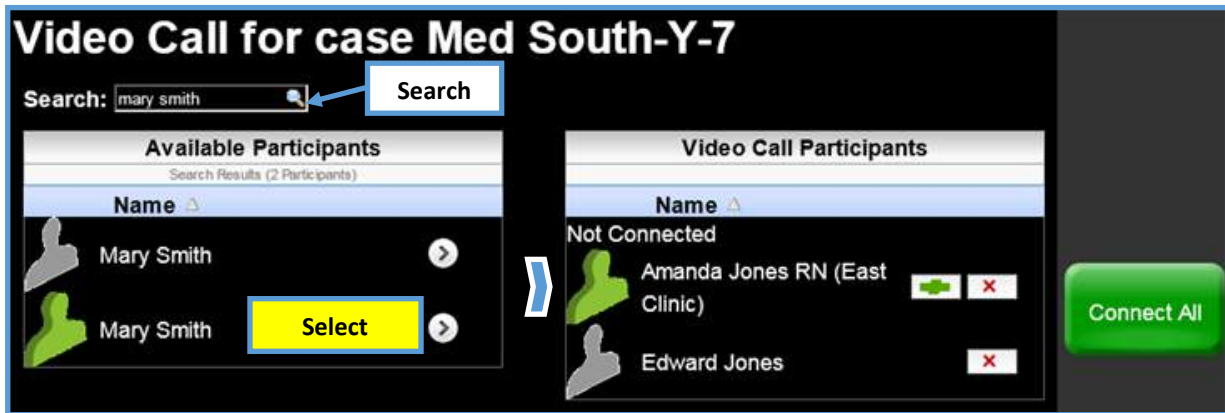 Video Call for case Med South-Y-7
Search: mary smith
Search
Available Participants
Search Results (2 Participants)
Name
Mary Smith
Mary Smith
Select
Video Call Participants
Name
Not Connected
Amanda Jones RN (East
Clinic)
Edward Jones
Connect All